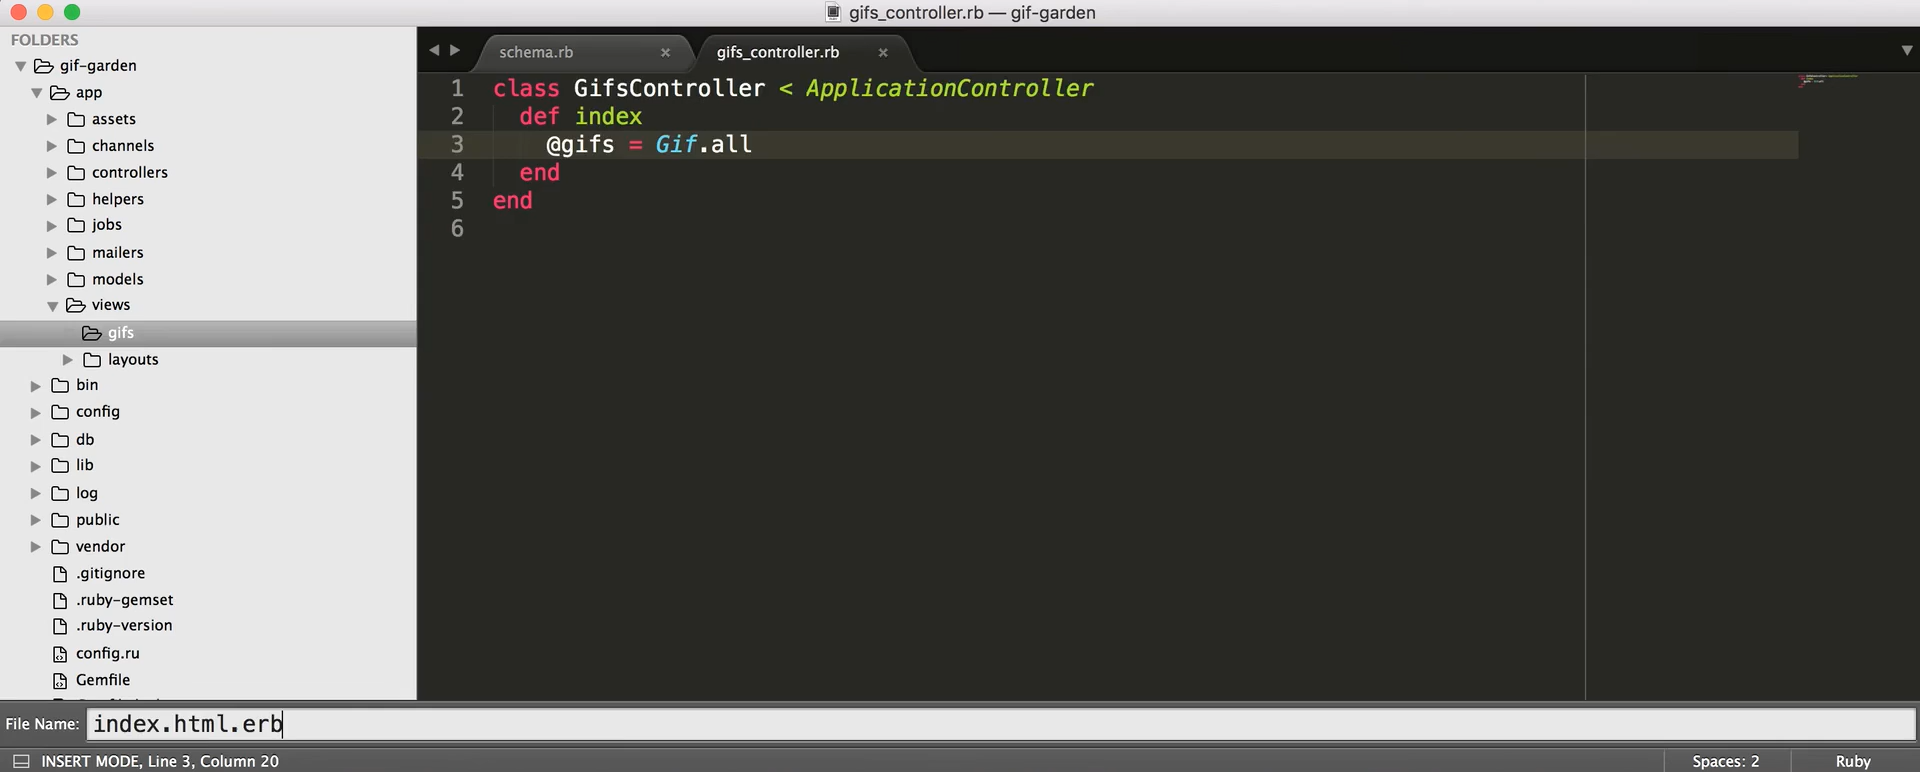 gifs_controller.rb — gif-garden
FOLDERS
gif-garden
app
assets
channels
controllers
helpers
jobs
mailers
models
views
gifs
layouts
bin
config
db
lib
log
public
vendor
.gitignore
.ruby-gemset
.ruby-version
config.ru
Gemfile
schema.rb
gifs_controller.rb
1 class GifsController < ApplicationController
2 def index
3 @gifs = Gif.all
4 end
5 end
6
File Name: index.html.erb
INSERT MODE, Line 3, Column 20
Spaces: 2
Ruby